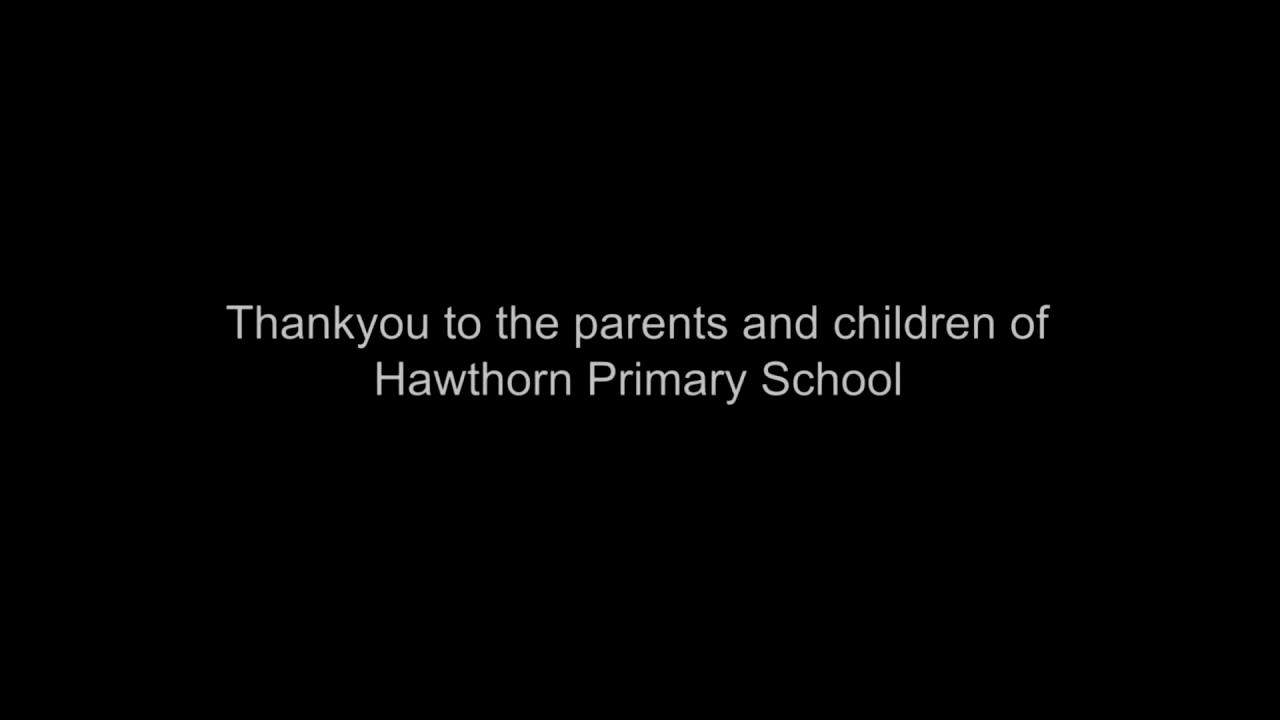 Thankyou to the parents and children of
Hawthorn Primary School